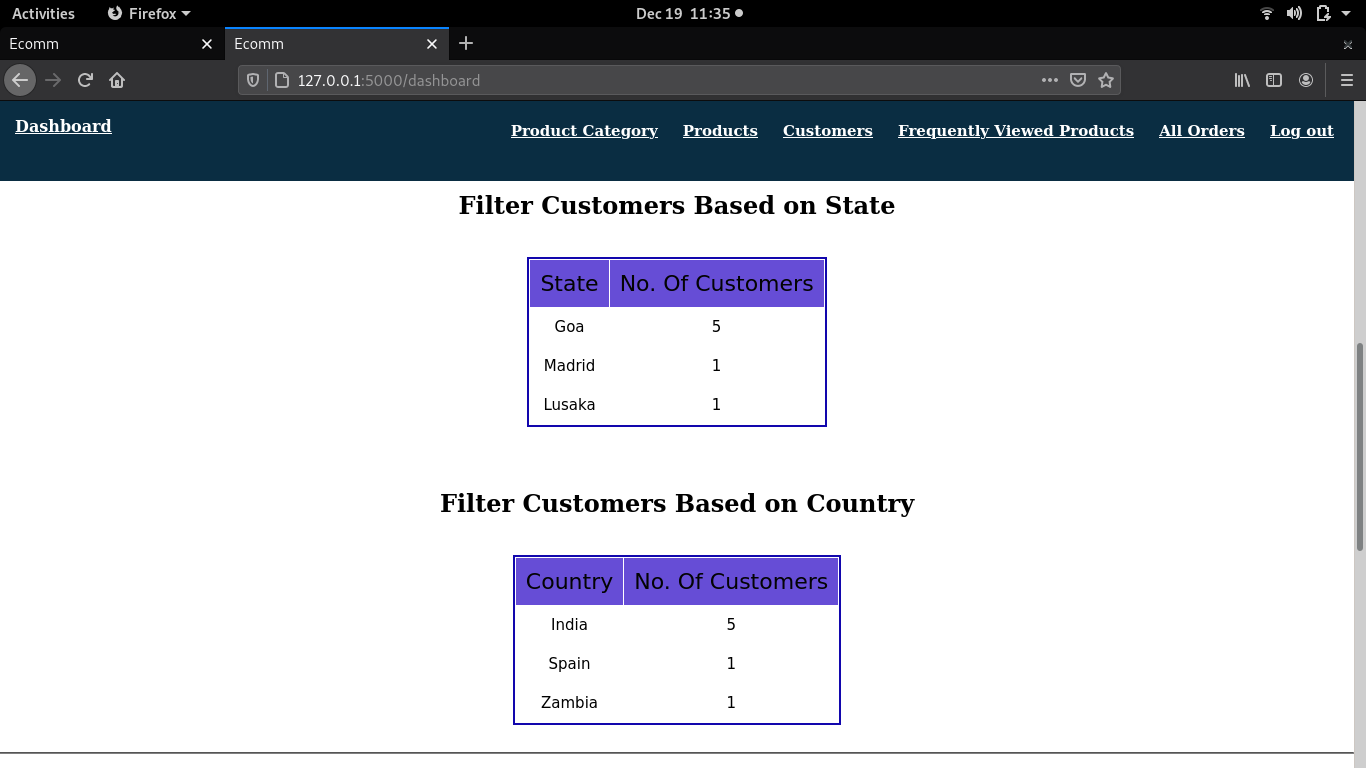 Activities Firefox Dec 19 11:35
Ecomm Ecomm
127.0.0.1:5000/dashboard
Dashboard Product Category Products Customers Frequently Viewed Products All Orders Log out
Filter Customers Based on State
State No. Of Customers
Goa 5
Madrid 1
Lusaka 1
Filter Customers Based on Country
Country No. Of Customers
India 5
Spain 1
Zambia 1